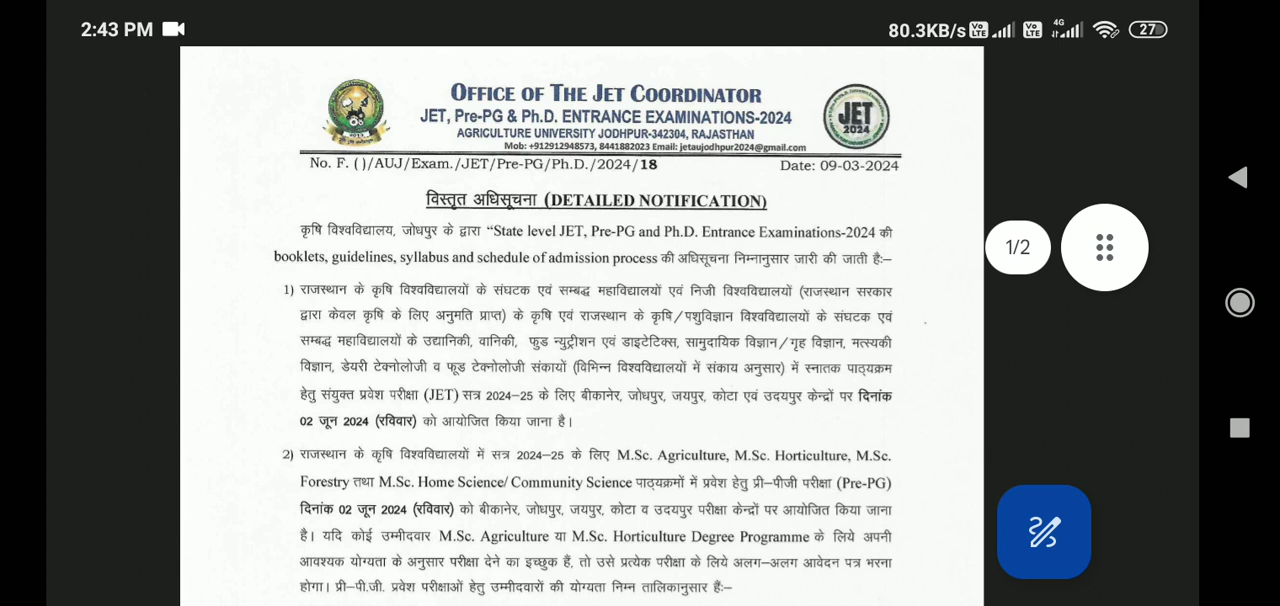 2:43 PM 80.3KB/s Vo LTE Vo LTE 4G 27
OFFICE OF THE JET COORDINATOR
JET, Pre-PG & Ph.D. ENTRANCE EXAMINATIONS-2024
AGRICULTURE UNIVERSITY JODHPUR-342304, RAJASTHAN
Mob: +912912948573, 8441882023 Email: jetaujodhpur2024@gmail.com
JET
2024
No. F. ()/AUJ/Exam./JET/Pre-PG/Ph.D./2024/18 Date: 09-03-2024
विस्तृत अधिसूचना (DETAILED NOTIFICATION)
कृषि विश्वविद्यालय, जोधपुर के द्वारा "State level JET, Pre-PG and Ph.D. Entrance Examinations-2024 की
booklets, guidelines, syllabus and schedule of admission process की अधिसूचना निम्नानुसार जारी की जाती है:–
1/2
1) राजस्थान के कृषि विश्वविद्यालयों के संघटक एवं सम्बद्ध महाविद्यालयों एवं निजी विश्वविद्यालयों (राजस्थान सरकार
द्वारा केवल कृषि के लिए अनुमति प्राप्त) के कृषि एवं राजस्थान के कृषि/पशुविज्ञान विश्वविद्यालयों के संघटक एवं
सम्बद्ध महाविद्यालयों के उद्यानिकी, वानिकी, फुड न्युट्रीशन एवं डाइटेटिक्स, सामुदायिक विज्ञान/गृह विज्ञान, मत्स्यकी
विज्ञान, डेयरी टेक्नोलोजी व फूड टेक्नोलोजी संकायों (विभिन्न विश्वविद्यालयों में संकाय अनुसार) में स्नातक पाठ्यक्रम
हेतु संयुक्त प्रवेश परीक्षा (JET) सत्र 2024–25 के लिए बीकानेर, जोधपुर, जयपुर, कोटा एवं उदयपुर केन्द्रों पर दिनांक
02 जून 2024 (रविवार) को आयोजित किया जाना है।
2) राजस्थान के कृषि विश्वविद्यालयों में सत्र 2024–25 के लिए M.Sc. Agriculture, M.Sc. Horticulture, M.Sc.
Forestry तथा M.Sc. Home Science/ Community Science पाठ्यक्रमों में प्रवेश हेतु प्री–पीजी परीक्षा (Pre-PG)
दिनांक 02 जून 2024 (रविवार) को बीकानेर, जोधपुर, जयपुर, कोटा व उदयपुर परीक्षा केन्द्रों पर आयोजित किया जाना
है। यदि कोई उम्मीदवार M.Sc. Agriculture या M.Sc. Horticulture Degree Programme के लिये अपनी
आवश्यक योग्यता के अनुसार परीक्षा देने का इच्छुक हैं, तो उसे प्रत्येक परीक्षा के लिये अलग–अलग आवेदन पत्र भरना
होगा। प्री–पी.जी. प्रवेश परीक्षाओं हेतु उम्मीदवारों की योग्यता निम्न तालिकानुसार हैं:–